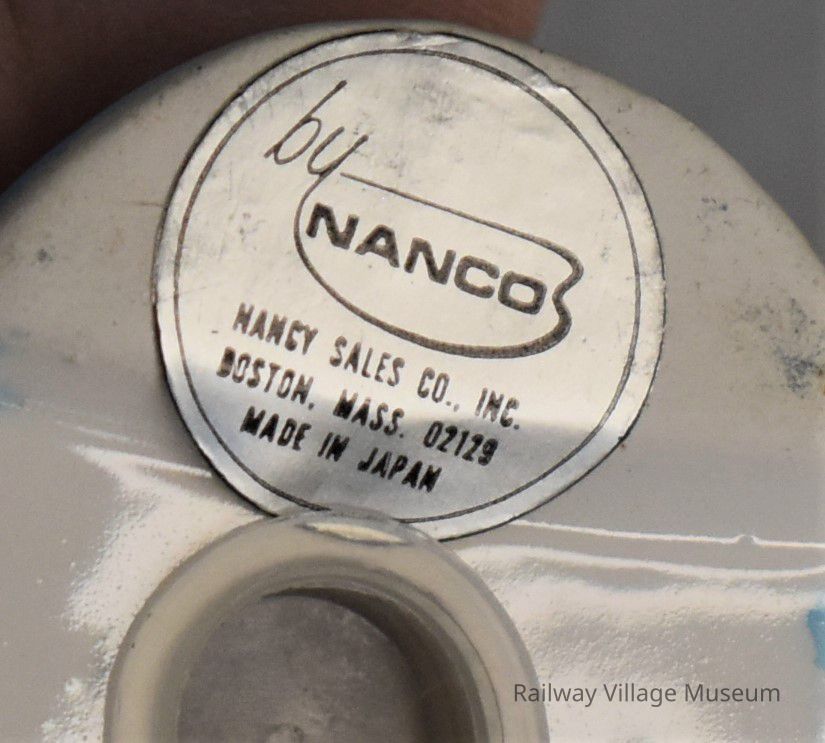 by
NANCO
NANCY SALES CO., INC.
BOSTON, MASS. 02129
MADE IN JAPAN
Railway Village Museum